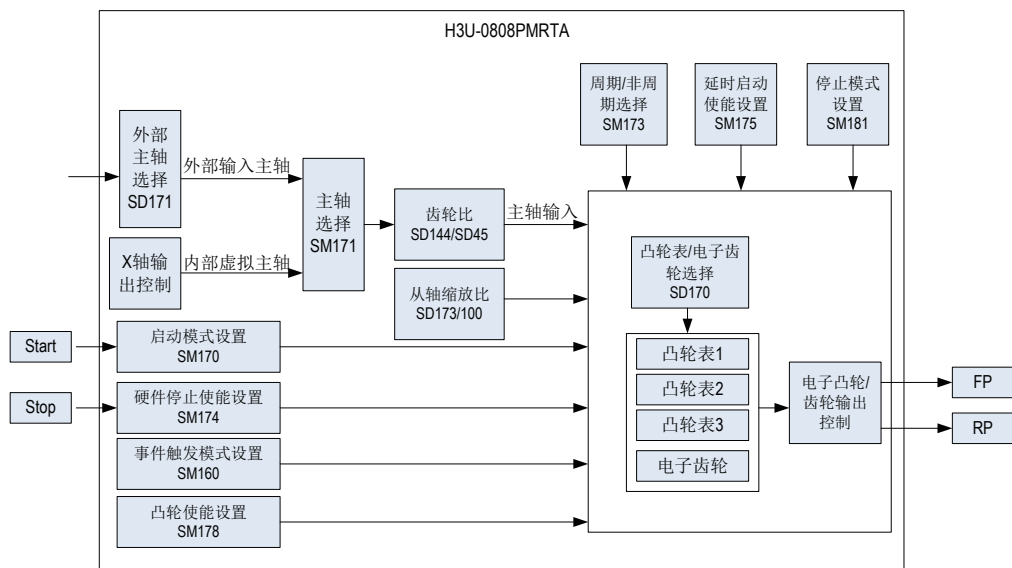 H3U-0808PMRTA
周期/非周
期选择
SM173
延时启动
使能设置
SM175
停止模式
设置
SM181
外部
主轴
选择
SD171
外部输入主轴
主轴
选择
SM171
齿轮比
SD144/SD45
主轴输入
X轴输
出控制
内部虚拟主轴
从轴缩放比
SD173/100
凸轮表/电子齿
轮选择
SD170
Start
启动模式设置
SM170
Stop
硬件停止使能设置
SM174
事件触发模式设置
SM160
凸轮使能设置
SM178
凸轮表1
凸轮表2
凸轮表3
电子齿轮
电子凸轮/
齿轮输出
控制
FP
RP